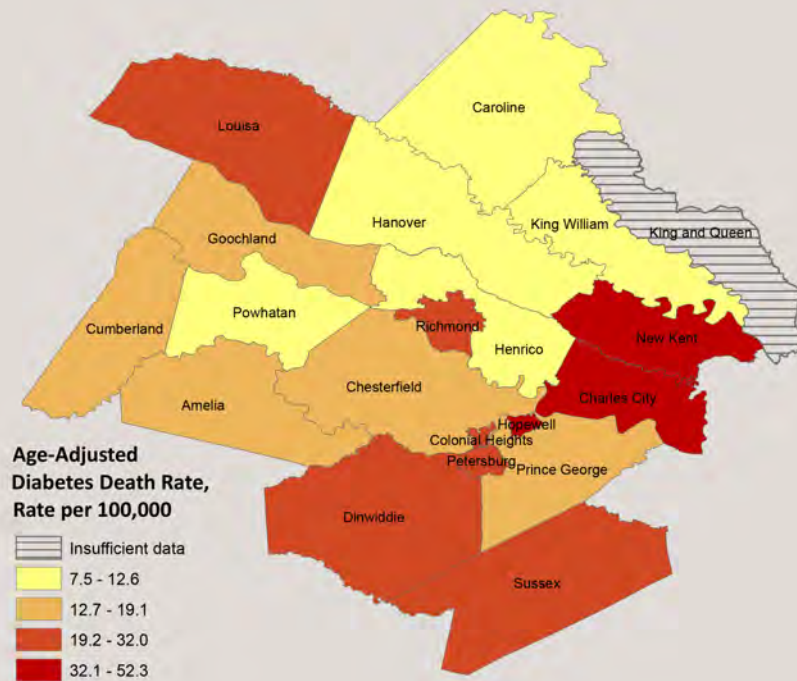 Caroline
Louisa
Hanover
King William
King and Queen
Goochland
Powhatan
Cumberland
Richmond
New Kent
Henrico
Chesterfield
Charles City
Amelia
Hopewell
Colonial Heights
Petersburg
Prince George
Dinwiddie
Sussex
Age-Adjusted
Diabetes Death Rate,
Rate per 100,000
Insufficient data
7.5 - 12.6
12.7 - 19.1
19.2 - 32.0
32.1 - 52.3